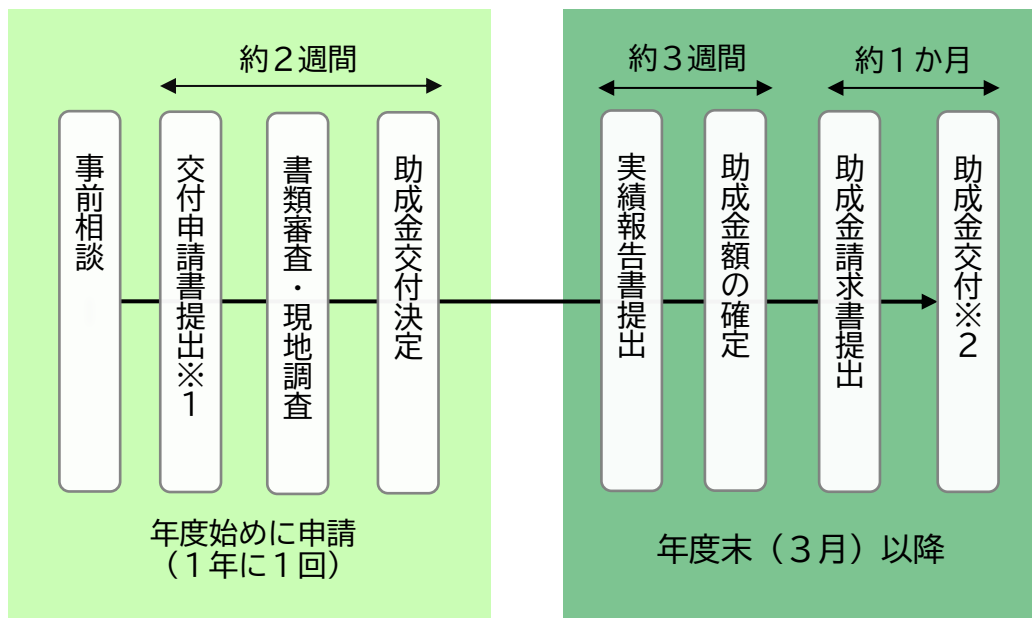 約２週間
事前相談
交付申請書提出※１
書類審査・現地調査
助成金交付決定
年度始めに申請
（１年に１回）
約３週間
約１か月
実績報告書提出
助成金額の確定
助成金請求書提出
助成金交付※２
年度末（３月）以降